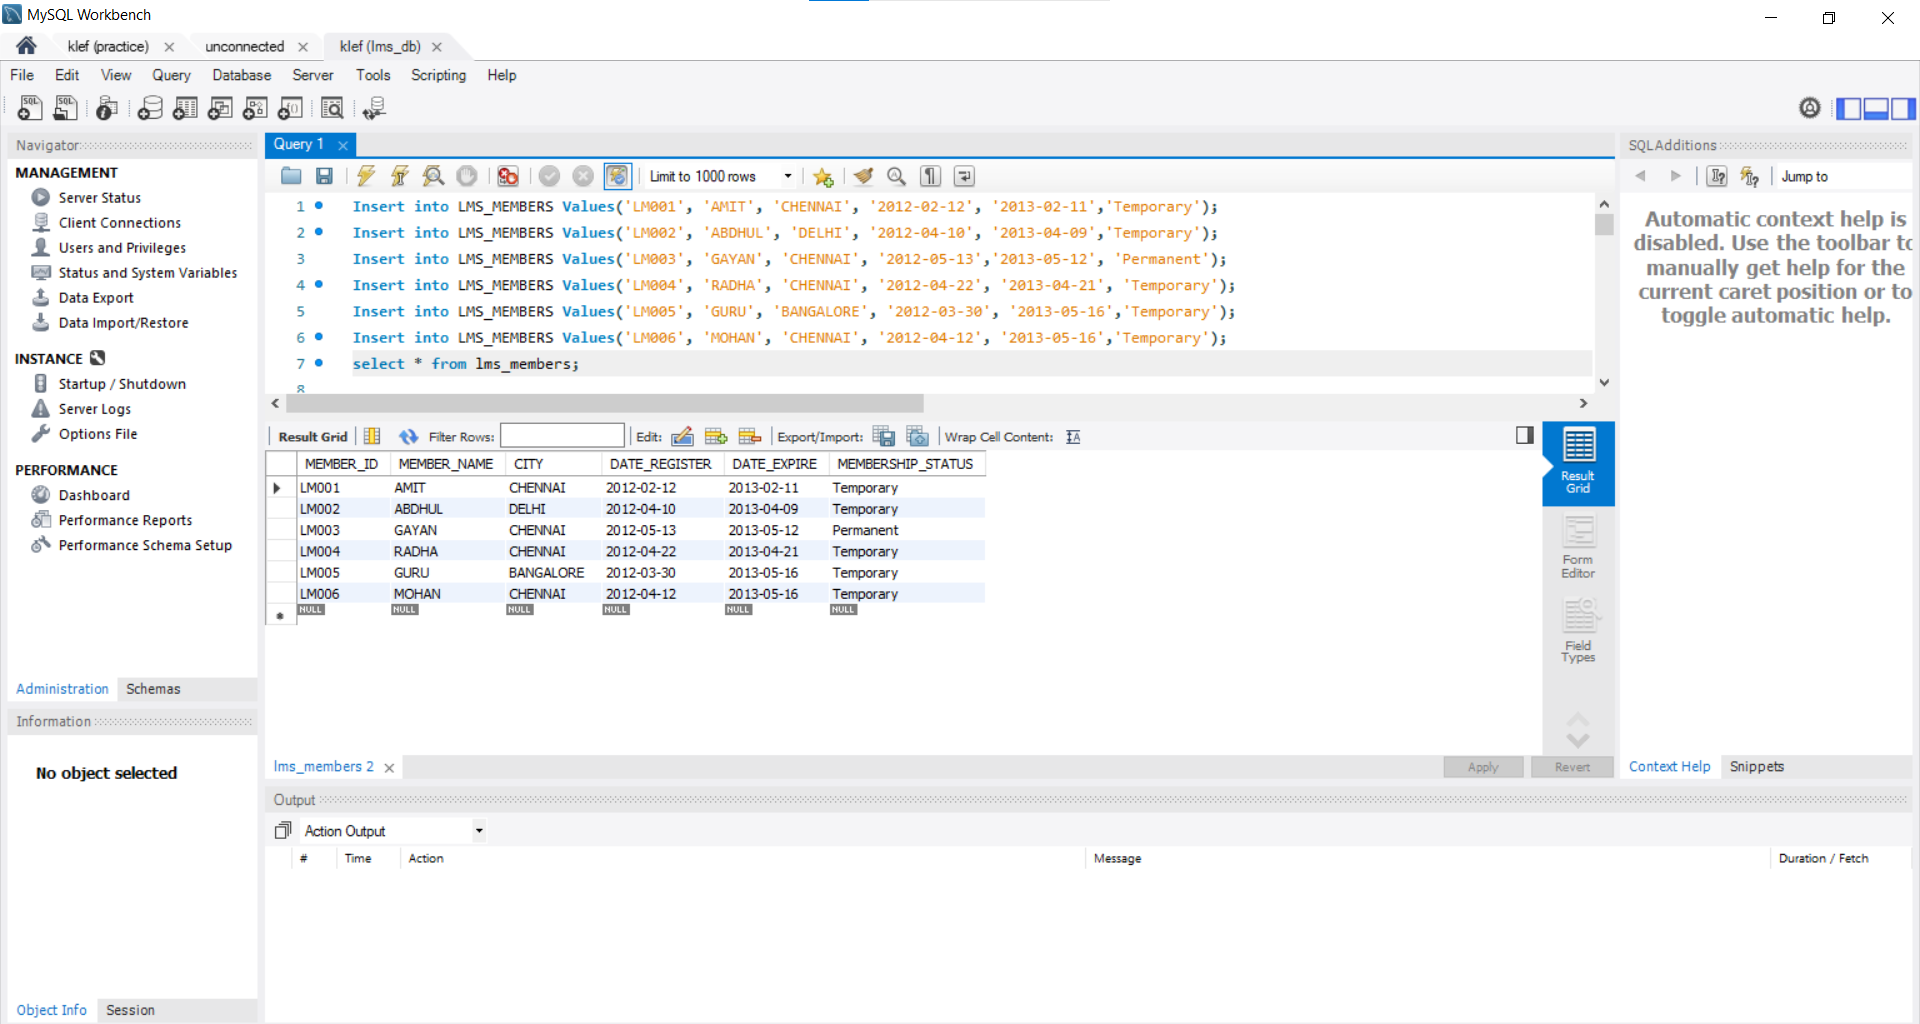 MySQL Workbench
klef (practice) unconnected klef (lms_db)
File Edit View Query Database Server Tools Scripting Help
Navigator
MANAGEMENT
Server Status
Client Connections
Users and Privileges
Status and System Variables
Data Export
Data Import/Restore
INSTANCE
Startup / Shutdown
Server Logs
Options File
PERFORMANCE
Dashboard
Performance Reports
Performance Schema Setup
Administration Schemas
Information
No object selected
Object Info Session
Query 1
Limit to 1000 rows
1 Insert into LMS_MEMBERS Values('LM001', 'AMIT', 'CHENNAI', '2012-02-12', '2013-02-11','Temporary');
2 Insert into LMS_MEMBERS Values('LM002', 'ABDHUL', 'DELHI', '2012-04-10', '2013-04-09','Temporary');
3 Insert into LMS_MEMBERS Values('LM003', 'GAYAN', 'CHENNAI', '2012-05-13','2013-05-12', 'Permanent');
4 Insert into LMS_MEMBERS Values('LM004', 'RADHA', 'CHENNAI', '2012-04-22', '2013-04-21', 'Temporary');
5 Insert into LMS_MEMBERS Values('LM005', 'GURU', 'BANGALORE', '2012-03-30', '2013-05-16','Temporary');
6 Insert into LMS_MEMBERS Values('LM006', 'MOHAN', 'CHENNAI', '2012-04-12', '2013-05-16','Temporary');
7 select * from lms_members;
8
Result Grid Filter Rows: Edit: Export/Import: Wrap Cell Content:
MEMBER_ID MEMBER_NAME CITY DATE_REGISTER DATE_EXPIRE MEMBERSHIP_STATUS
LM001 AMIT CHENNAI 2012-02-12 2013-02-11 Temporary
LM002 ABDHUL DELHI 2012-04-10 2013-04-09 Temporary
LM003 GAYAN CHENNAI 2012-05-13 2013-05-12 Permanent
LM004 RADHA CHENNAI 2012-04-22 2013-04-21 Temporary
LM005 GURU BANGALORE 2012-03-30 2013-05-16 Temporary
LM006 MOHAN CHENNAI 2012-04-12 2013-05-16 Temporary
NULL NULL NULL NULL NULL NULL
Result
Grid
Form
Editor
Field
Types
lms_members 2
Apply Revert
Output
Action Output
# Time Action Message Duration / Fetch
SQLAdditions
Jump to
Automatic context help is
disabled. Use the toolbar to
manually get help for the
current caret position or to
toggle automatic help.
Context Help Snippets